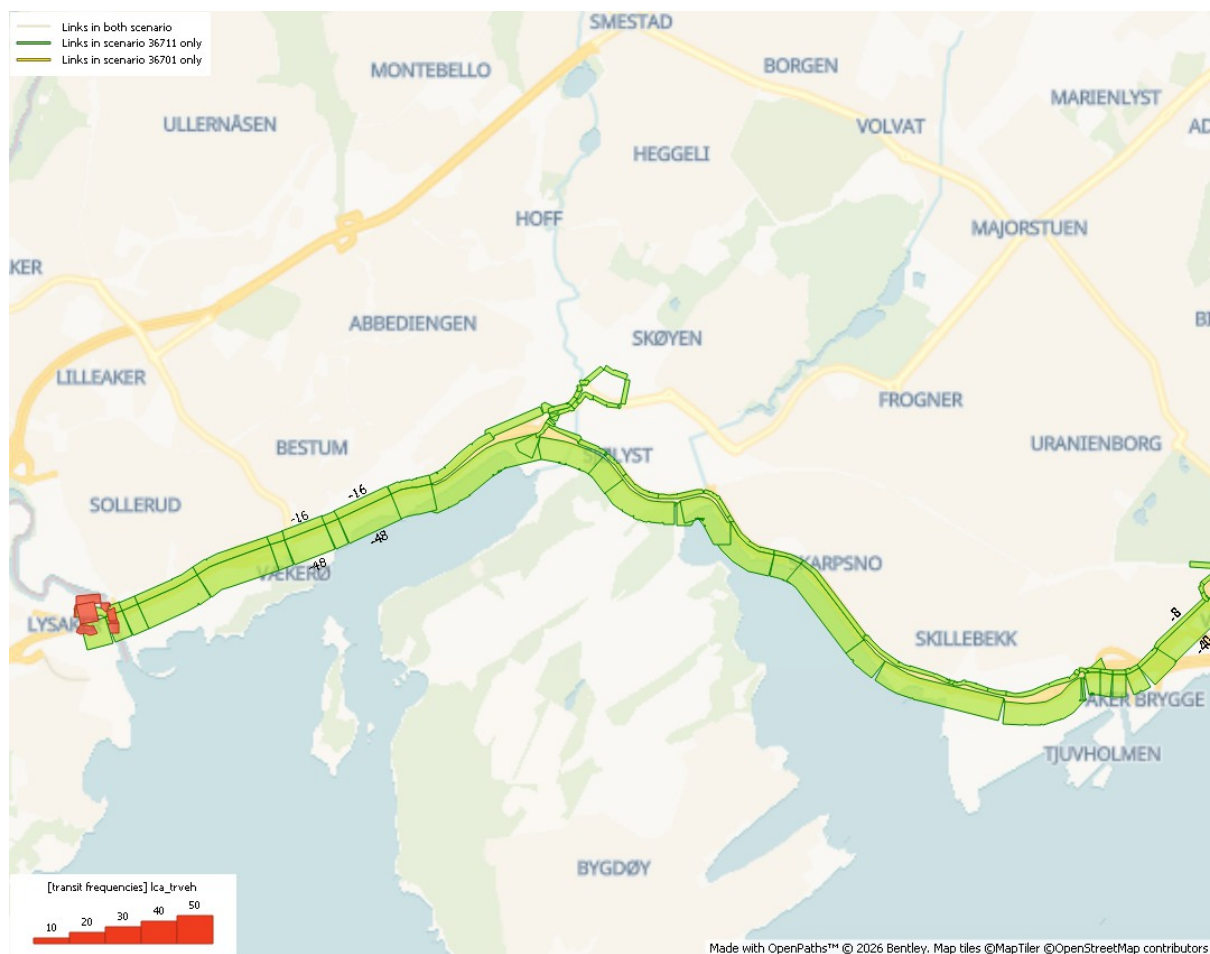 Links in both scenario
Links in scenario 36711 only
Links in scenario 36701 only
SMESTAD
MONTEBELLO
BORGEN
MARIENLYST
ULLERNÅSEN
VOLVAT
AD
HEGGELI
HOFF
MAJORSTUEN
KER
ABBEDIENGEN
SKØYEN
BI
LILLEAKER
FROGNER
BESTUM
URANIENBORG
SOLLERUD
-16
-16
-48
-48
VÆKERØ
SKARPSNO
SKILLEBEKK
-8
-40
AKER BRYGGE
TJUVHOLMEN
BYGDØY
[transit frequencies] lca_trveh
10 20 30 40 50
Made with OpenPaths™ © 2026 Bentley. Map tiles ©MapTiler ©OpenStreetMap contributors